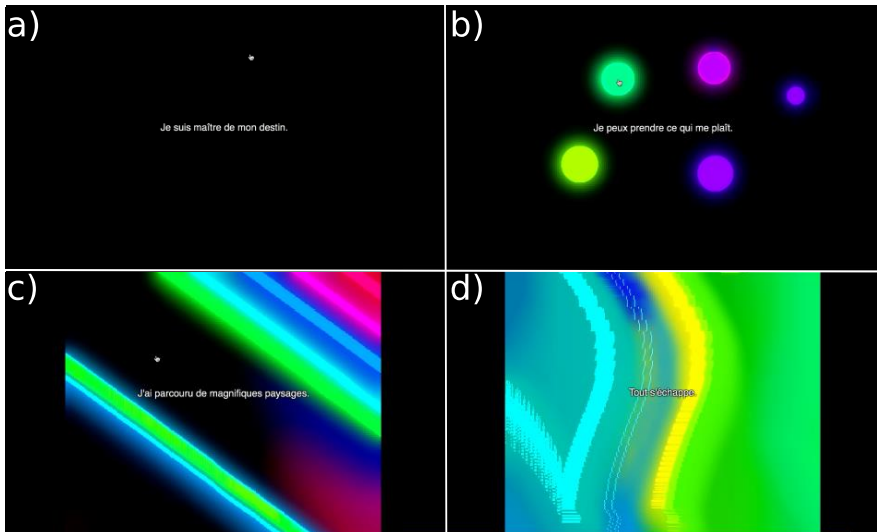 a)
Je suis maître de mon destin.
b)
Je peux prendre ce qui me plaît.
c)
J'ai parcouru de magnifiques paysages.
d)
Tout s'échappe.